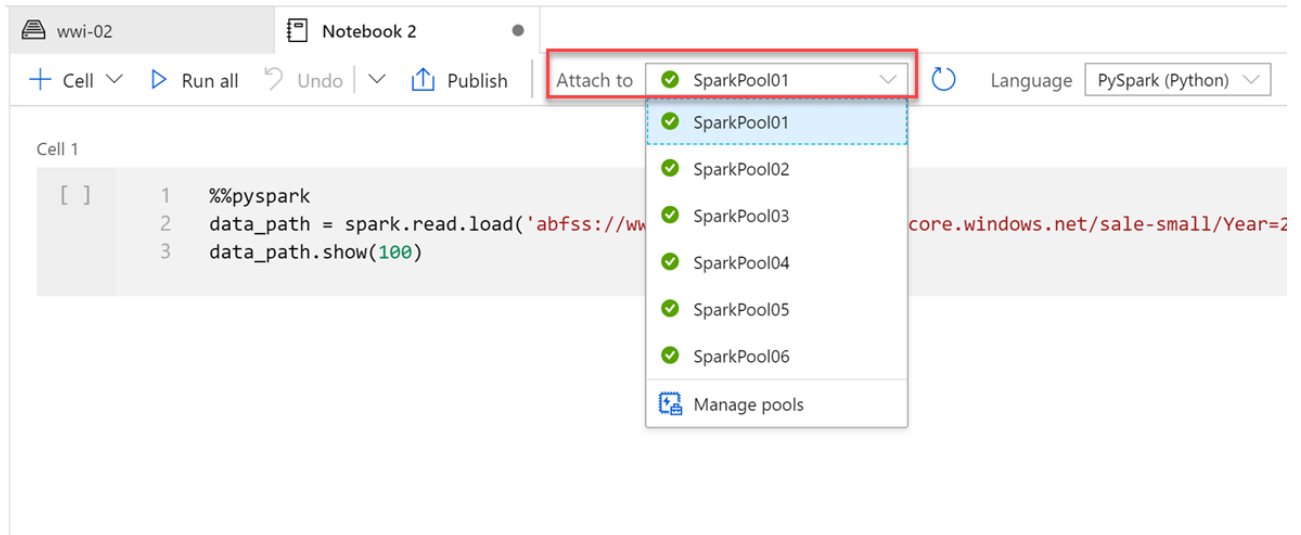 wwi-02
Notebook 2
Cell Run all Undo Publish Attach to SparkPool01 Language PySpark (Python)
SparkPool01
Cell 1
SparkPool02
[ ] 1 %%pyspark
2 data_path = spark.read.load('abfss://ww core.windows.net/sale-small/Year=2
SparkPool03
3 data_path.show(100)
SparkPool04
SparkPool05
SparkPool06
Manage pools